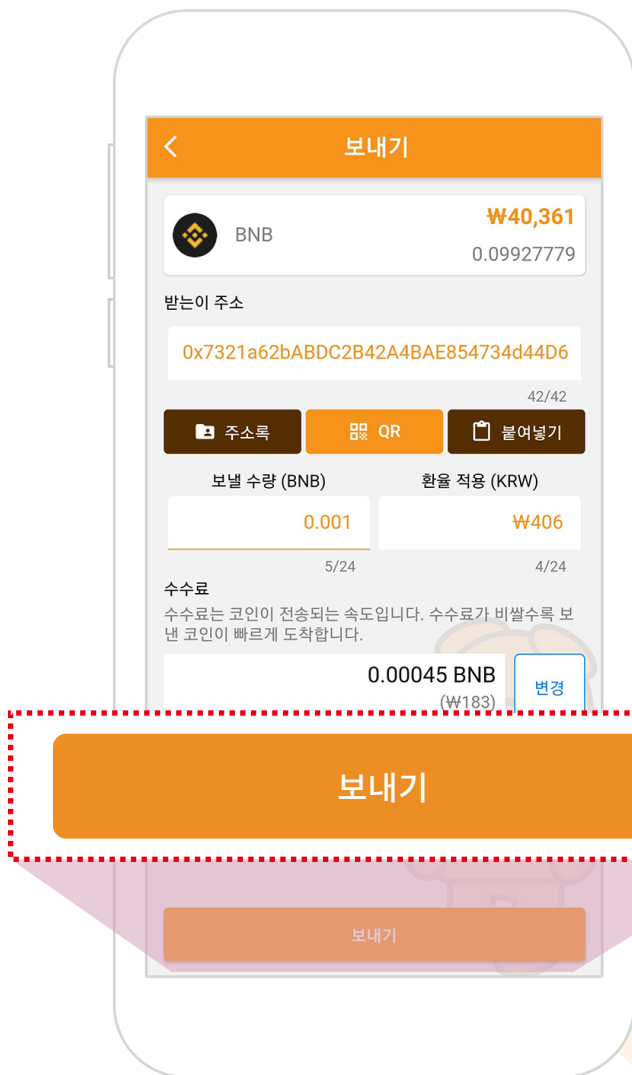 보내기
BNB
₩40,361
0.09927779
받는이 주소
0x7321a62bABDC2B42A4BAE854734d44D6
42/42
주소록
QR
붙여넣기
보낼 수량 (BNB)
환율 적용 (KRW)
0.001
₩406
5/24
4/24
수수료
수수료는 코인이 전송되는 속도입니다. 수수료가 비쌀수록 보
낸 코인이 빠르게 도착합니다.
0.00045 BNB
(₩183)
변경
보내기
보내기